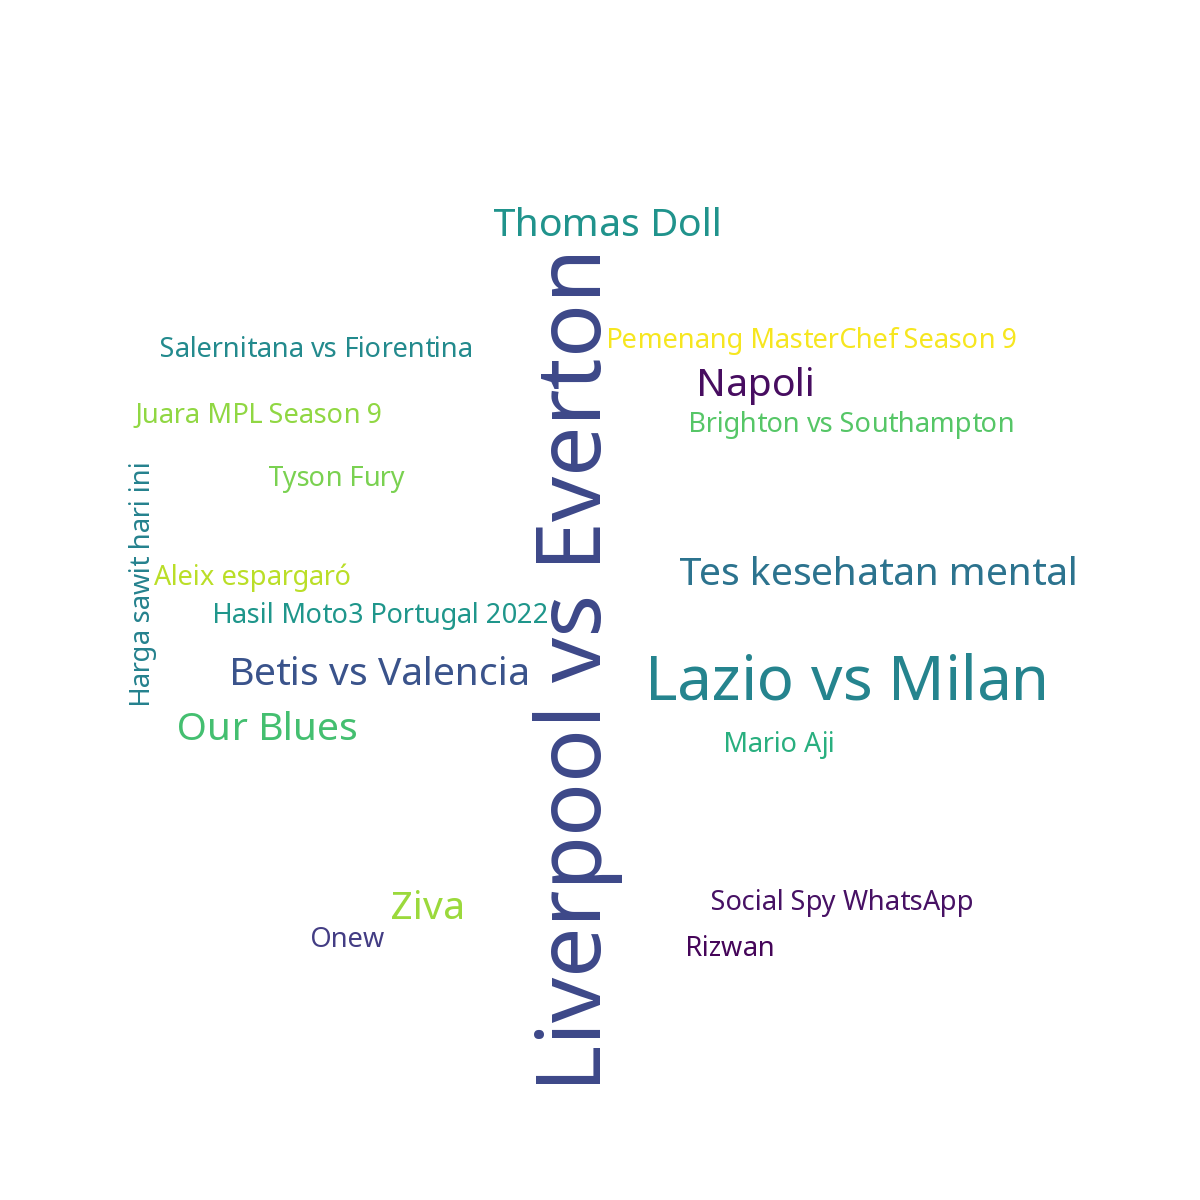 Thomas Doll
Liverpool vs Everton
Salernitana vs Fiorentina
Pemenang MasterChef Season 9
Napoli
Juara MPL Season 9
Brighton vs Southampton
Tyson Fury
Harga sawit hari ini
Aleix espargaró
Tes kesehatan mental
Hasil Moto3 Portugal 2022
Betis vs Valencia
Lazio vs Milan
Our Blues
Mario Aji
Ziva
Social Spy WhatsApp
Onew
Rizwan